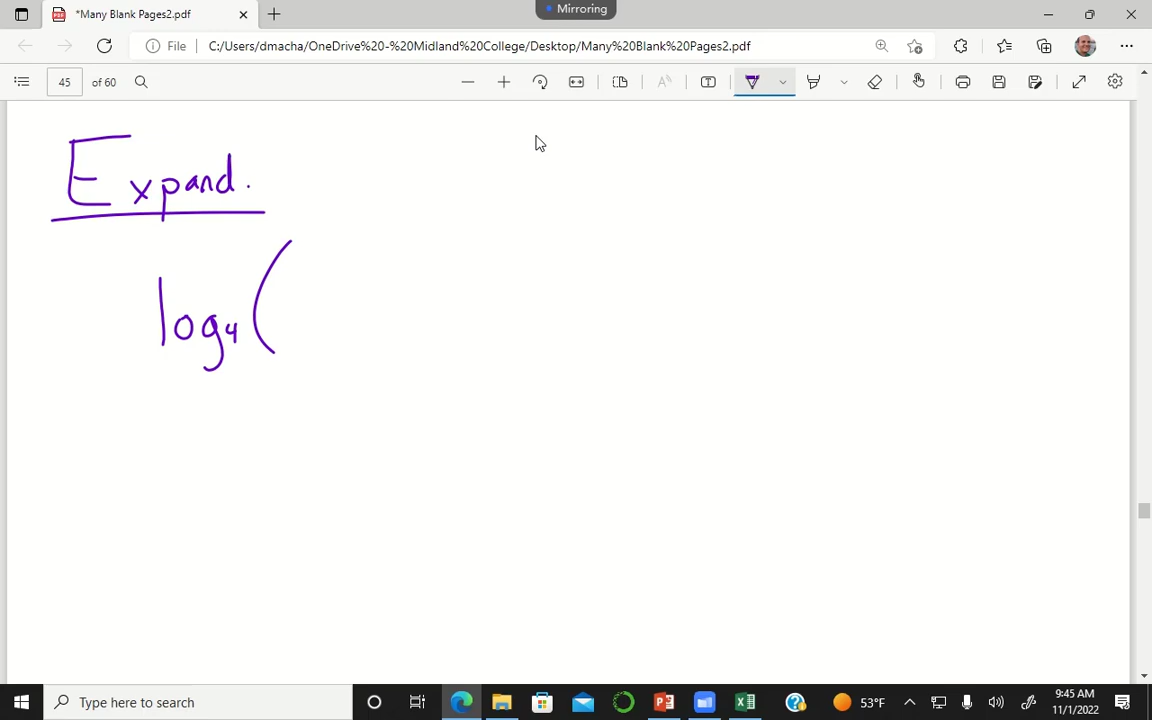 *Many Blank Pages2.pdf
Mirroring
File
C:/Users/dmacha/OneDrive%20-%20Midland%20College/Desktop/Many%20Blank%20Pages2.pdf
45 of 60
Expand.
log₄(
Type here to search
53°F
9:45 AM
11/1/2022